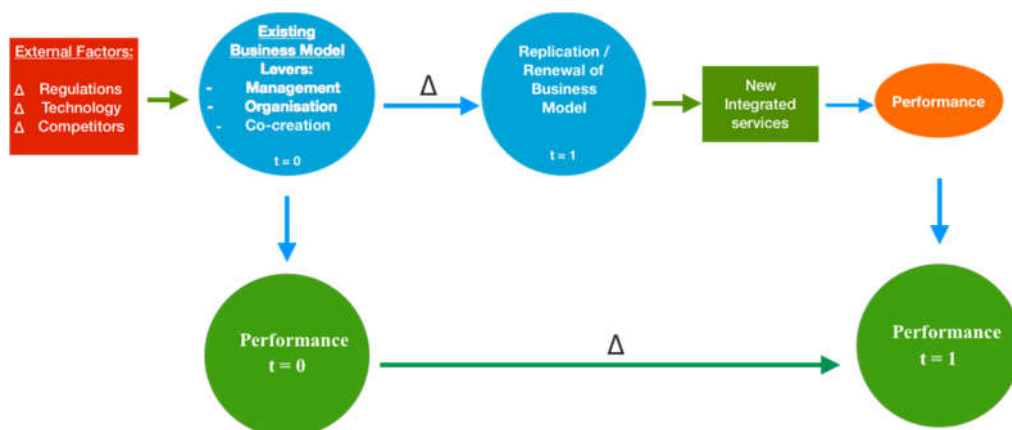 External Factors:
Δ Regulations
Δ Technology
Δ Competitors
Existing
Business Model
Levers:
- Management
- Organisation
- Co-creation
t = 0
Δ
Replication /
Renewal of
Business
Model
t = 1
New
Integrated
services
Performance
Performance
t = 0
Δ
Performance
t = 1